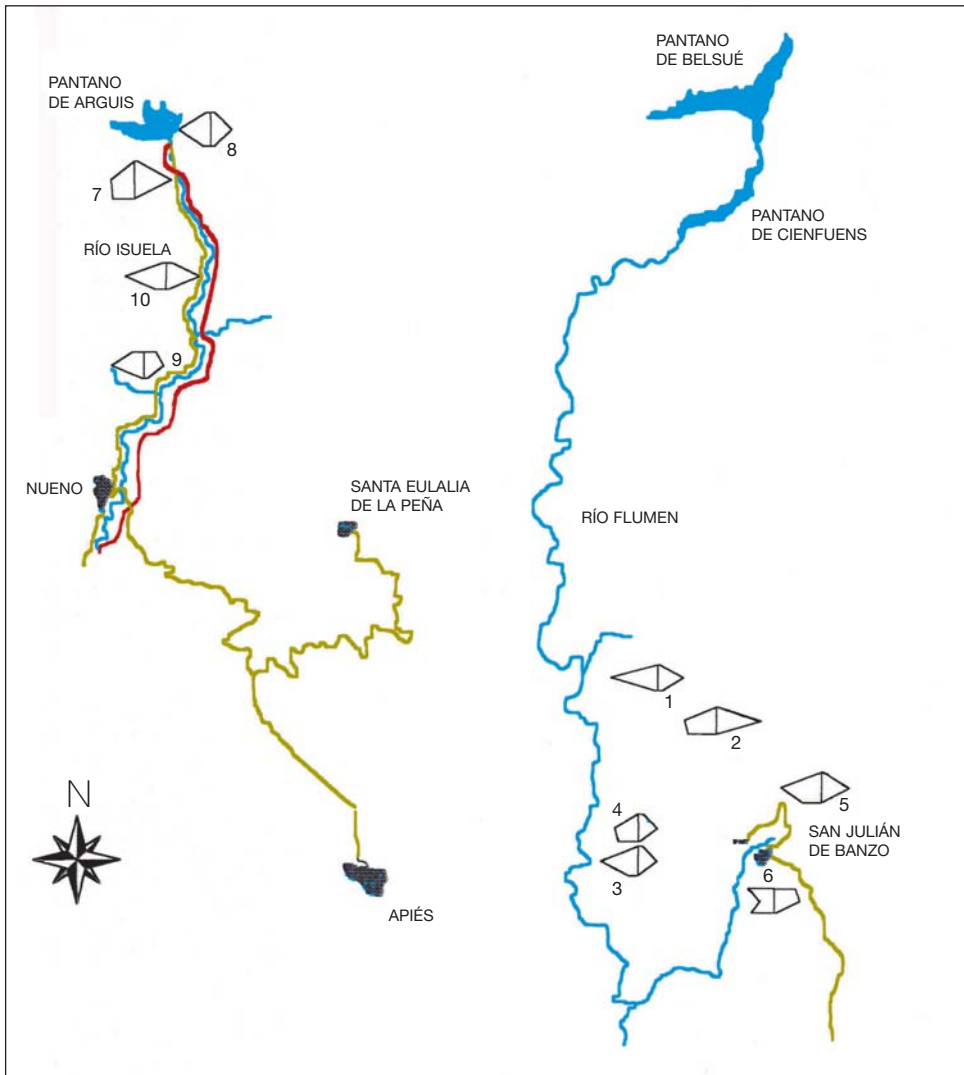 PANTANO
DE BELSUÉ
PANTANO
DE ARGUIS
8
7
PANTANO
DE CIENFUENS
RÍO ISUELA
10
9
NUENO
SANTA EULALIA
DE LA PEÑA
RÍO FLUMEN
1
2
N
5
4
SAN JULIÁN
DE BANZO
3
6
APIÉS